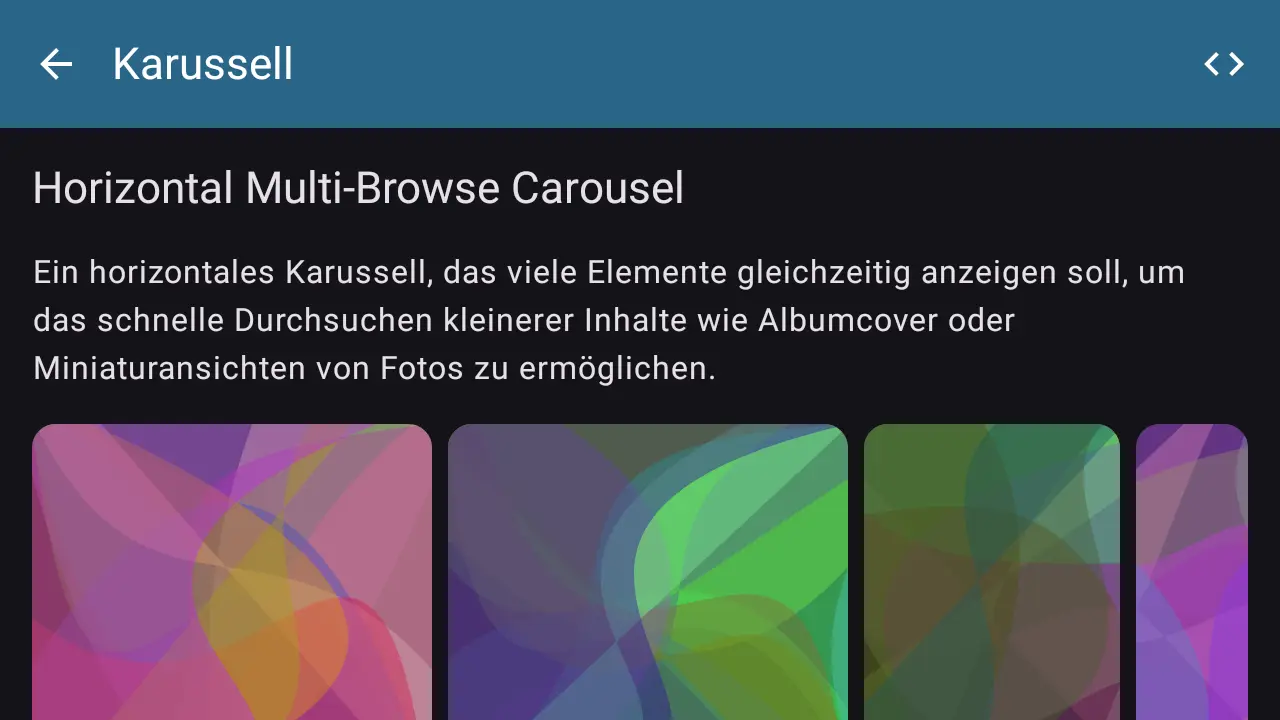 Karussell
Horizontal Multi-Browse Carousel
Ein horizontales Karussell, das viele Elemente gleichzeitig anzeigen soll, um
das schnelle Durchsuchen kleinerer Inhalte wie Albumcover oder
Miniaturansichten von Fotos zu ermöglichen.